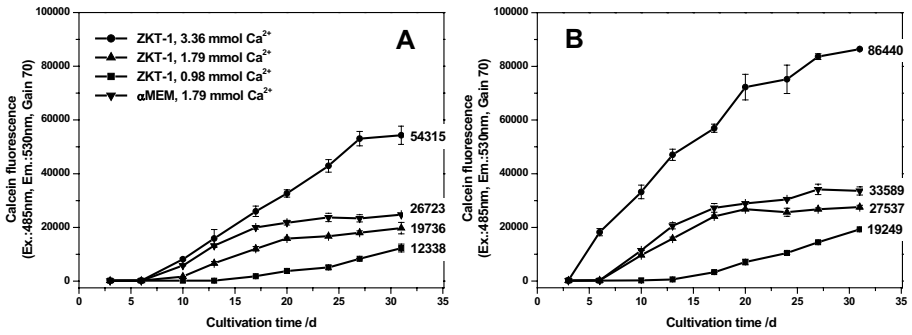 A
ZKT-1, 3.36 mmol Ca²⁺
ZKT-1, 1.79 mmol Ca²⁺
ZKT-1, 0.98 mmol Ca²⁺
αMEM, 1.79 mmol Ca²⁺
Calcein fluorescence
(Ex.:485nm, Em.:530nm, Gain 70)
100000
80000
60000
40000
20000
0
54315
26723
19736
12338
0 5 10 15 20 25 30 35
Cultivation time /d
B
Calcein fluorescence
(Ex.:485nm, Em.:530nm, Gain 70)
100000
80000
60000
40000
20000
0
86440
33589
27537
19249
0 5 10 15 20 25 30 35
Cultivation time /d